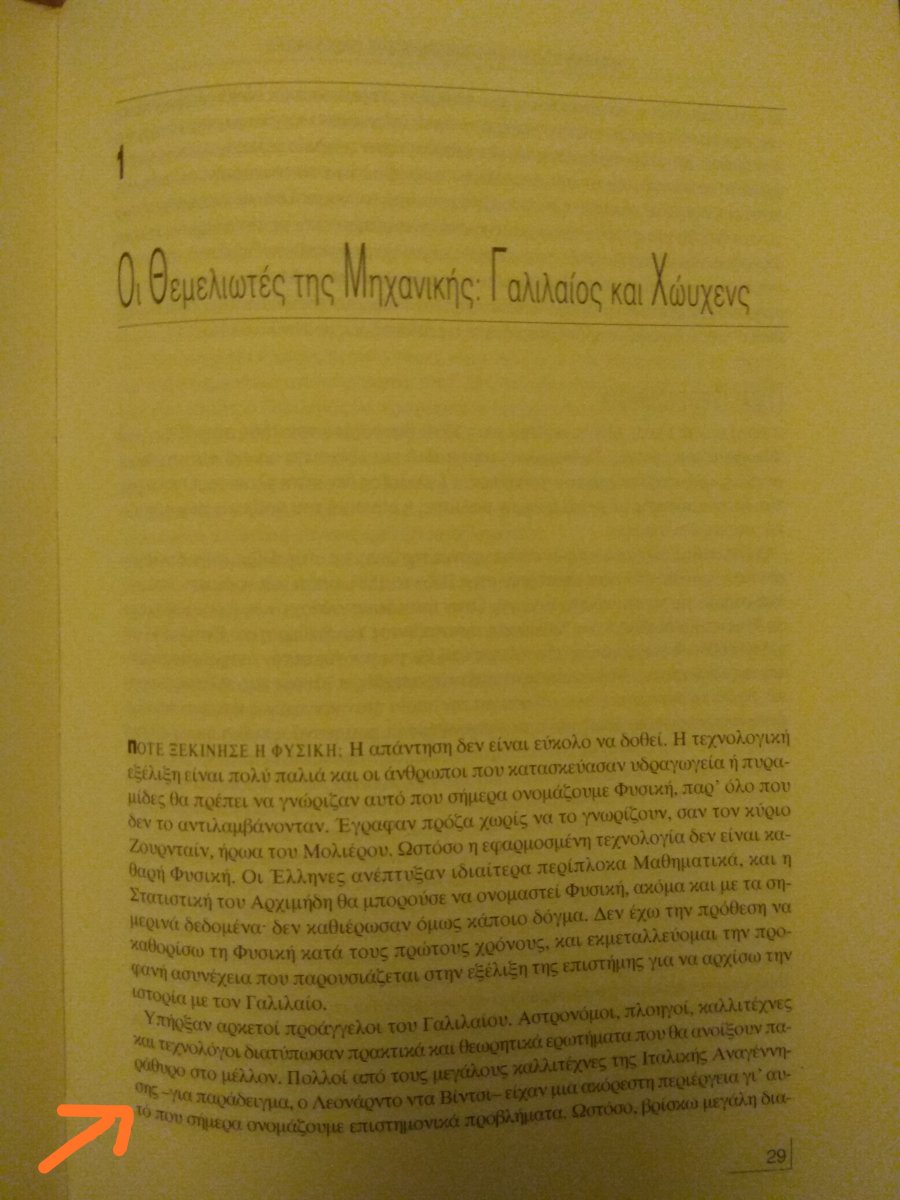 1
Οι Θεμελιωτές της Μηχανικής: Γαλιλαίος και Χώυχενς
ΠΟΤΕ ΞΕΚΙΝΗΣΕ Η ΦΥΣΙΚΗ; Η απάντηση δεν είναι εύκολο να δοθεί. Η τεχνολογική
εξέλιξη είναι πολύ παλιά και οι άνθρωποι που κατασκεύασαν υδραγωγεία ή πυρα-
μίδες θα πρέπει να γνώριζαν αυτό που σήμερα ονομάζουμε Φυσική, παρ' όλο που
δεν το αντιλαμβάνονταν. Έγραφαν πρόζα χωρίς να το γνωρίζουν, σαν τον κύριο
Ζουρνταίν, ήρωα του Μολιέρου. Ωστόσο η εφαρμοσμένη τεχνολογία δεν είναι κα-
θαρή Φυσική. Οι Έλληνες ανέπτυξαν ιδιαίτερα περίπλοκα Μαθηματικά, και η
Στατιστική του Αρχιμήδη θα μπορούσε να ονομαστεί Φυσική, ακόμα και με τα ση-
μερινά δεδομένα· δεν καθιέρωσαν όμως κάποιο δόγμα. Δεν έχω την πρόθεση να
καθορίσω τη Φυσική κατά τους πρώτους χρόνους, και εκμεταλλεύομαι την προ-
φανή ασυνέχεια που παρουσιάζεται στην εξέλιξη της επιστήμης για να αρχίσω την
ιστορία με τον Γαλιλαίο.
Υπήρξαν αρκετοί προάγγελοι του Γαλιλαίου. Αστρονόμοι, πλοηγοί, καλλιτέχνες
και τεχνολόγοι διατύπωσαν πρακτικά και θεωρητικά ερωτήματα που θα ανοίξουν πα-
ράθυρο στο μέλλον. Πολλοί από τους μεγάλους καλλιτέχνες της Ιταλικής Αναγέννη-
σης –για παράδειγμα, ο Λεονάρντο ντα Βίντσι– είχαν μια ακόρεστη περιέργεια γι' αυ-
τό που σήμερα ονομάζουμε επιστημονικά προβλήματα. Ωστόσο, βρίσκω μεγάλη δια-
29